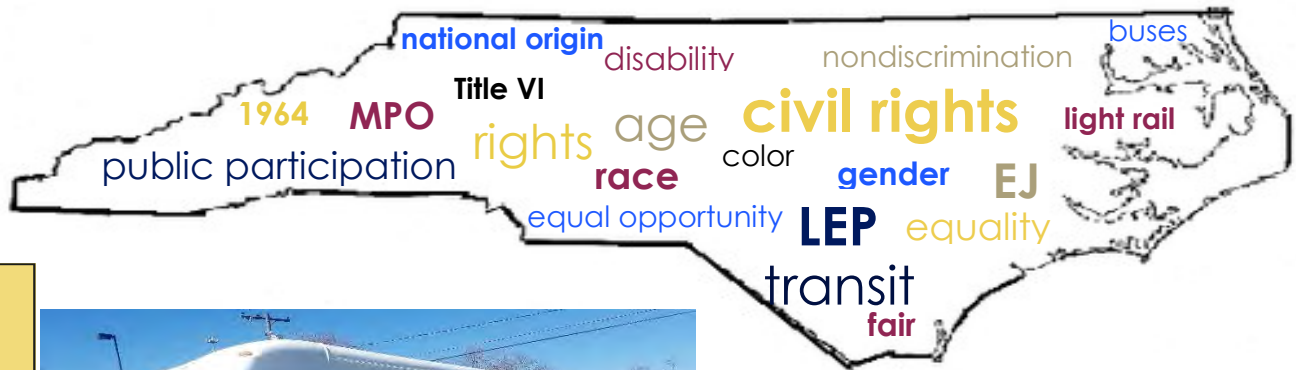 buses
national origin
disability
nondiscrimination
Title VI
1964
MPO
civil rights
light rail
rights
age
color
public participation
race
gender
EJ
equal opportunity
LEP
equality
transit
fair